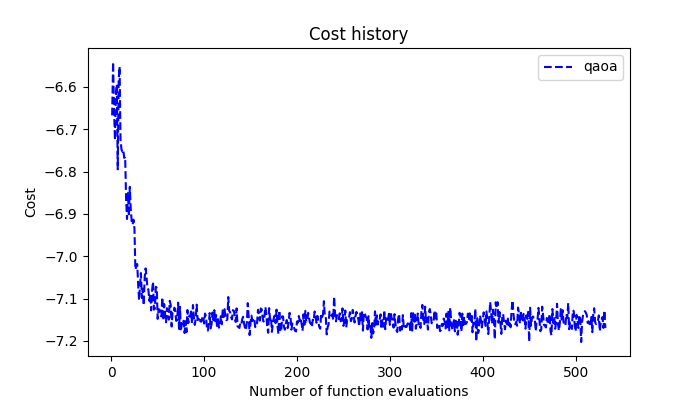 Cost history
qaoa
−6.6
−6.7
−6.8
−6.9
−7.0
−7.1
−7.2
Cost
0 100 200 300 400 500
Number of function evaluations